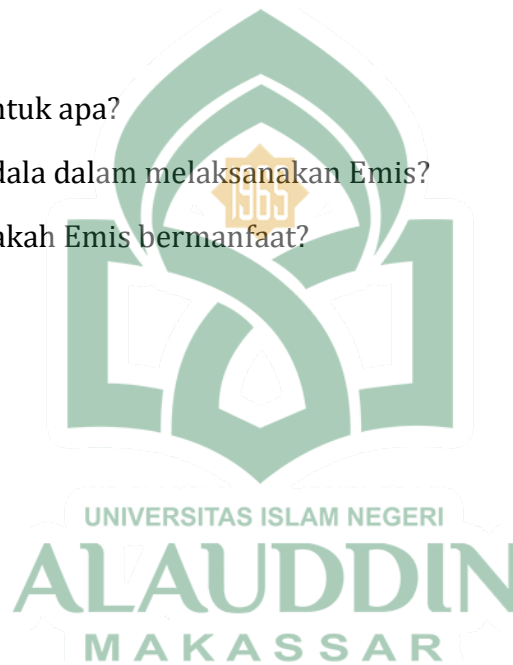 ntuk apa?
dala dalam melaksanakan Emis?
akah Emis bermanfaat?
1965
UNIVERSITAS ISLAM NEGERI
ALAUDDIN
MAKASSAR